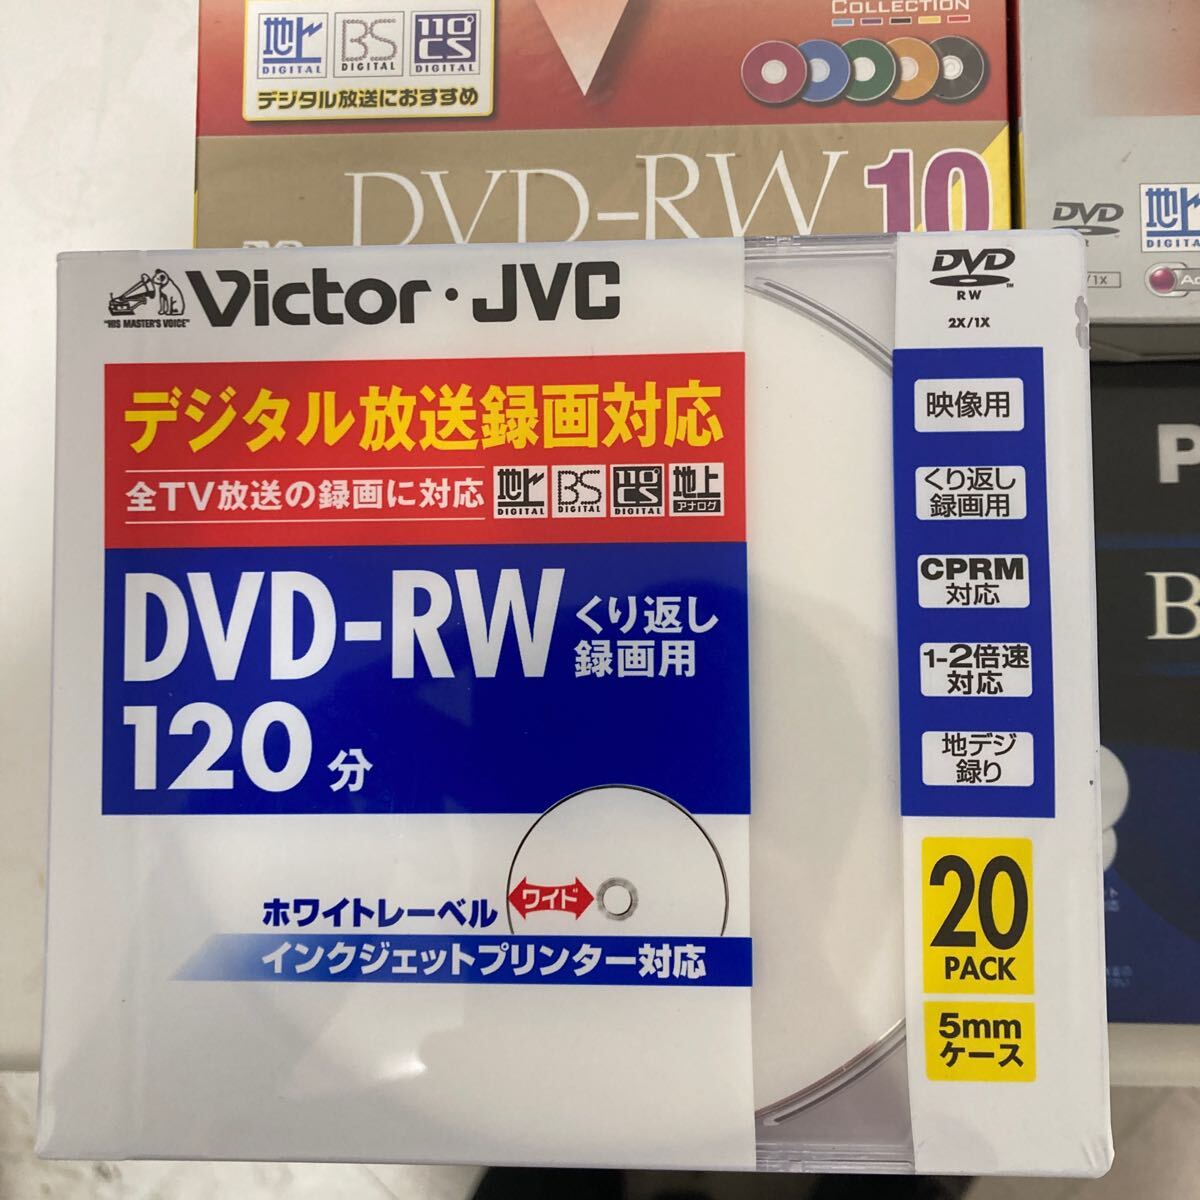 COLLECTION
地上
DIGITAL
BS
DIGITAL
110°
CS
DIGITAL
デジタル放送におすすめ
DVD-RW 10
DVD
地上
DIGITAL
/1X
"HIS MASTER'S VOICE"
Victor・JVC
デジタル放送録画対応
全TV放送の録画に対応
地上
DIGITAL
BS
DIGITAL
110°
CS
DIGITAL
地上
アナログ
DVD-RW
くり返し
録画用
120分
ワイド
ホワイトレーベル
インクジェットプリンター対応
DVD
RW
2X/1X
映像用
くり返し
録画用
CPRM
対応
1-2倍速
対応
地デジ
録り
20
PACK
5mm
ケース
P
B